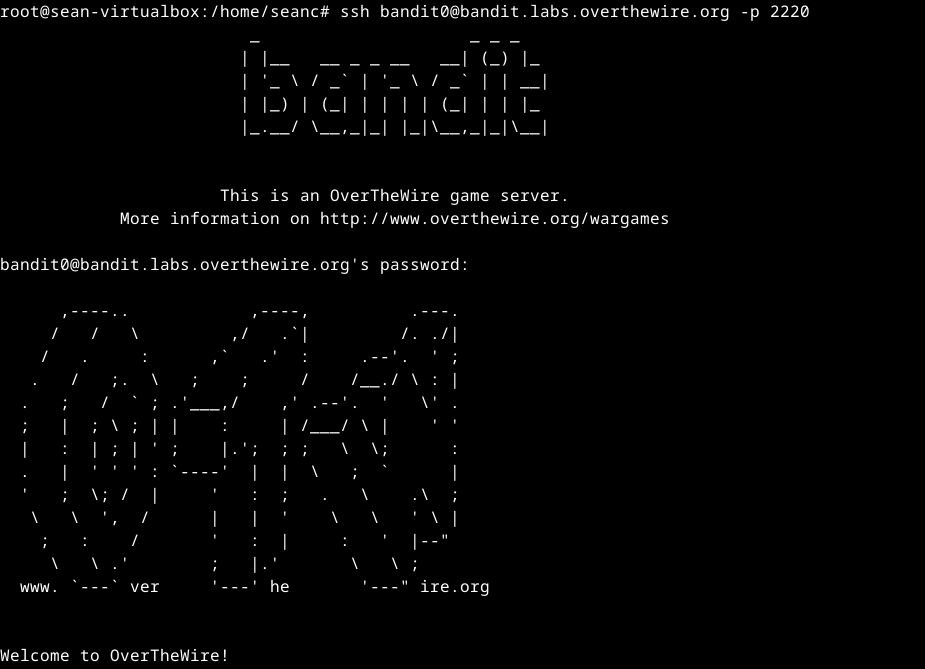 root@sean-virtualbox:/home/seanc# ssh bandit0@bandit.labs.overthewire.org -p 2220
bandit
This is an OverTheWire game server.
More information on http://www.overthewire.org/wargames
bandit0@bandit.labs.overthewire.org's password:
www. ver he ire.org
Welcome to OverTheWire!